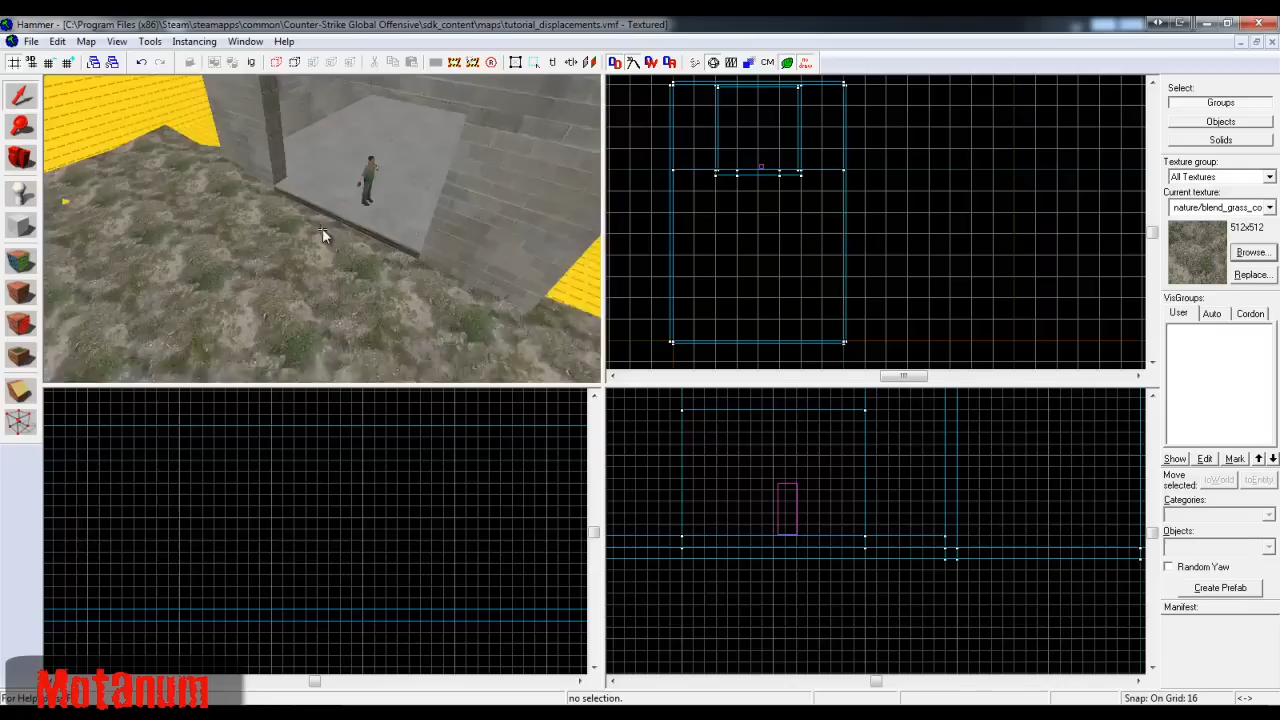 Hammer - [C:\Program Files (x86)\Steam\steamapps\common\Counter-Strike Global Offensive\sdk_content\maps\tutorial_displacements.vmf - Textured]
File Edit Map View Tools Instancing Window Help
Select:
Groups
Objects
Solids
Texture group:
All Textures
Current texture:
nature/blend_grass_co
512x512
Browse...
Replace...
VisGroups:
User Auto Cordon
Show Edit Mark
Move selected:
toWorld toEntity
Categories:
Objects:
Random Yaw
Create Prefab
Manifest:
Motanum
For Help
no selection.
Snap: On Grid: 16
<->